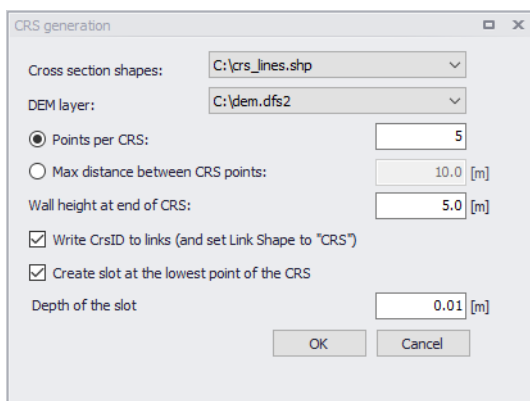 CRS generation
Cross section shapes: C:\crs_lines.shp
DEM layer: C:\dem.dfs2
Points per CRS: 5
Max distance between CRS points: 10.0 [m]
Wall height at end of CRS: 5.0 [m]
Write CrsID to links (and set Link Shape to "CRS")
Create slot at the lowest point of the CRS
Depth of the slot 0.01 [m]
OK Cancel